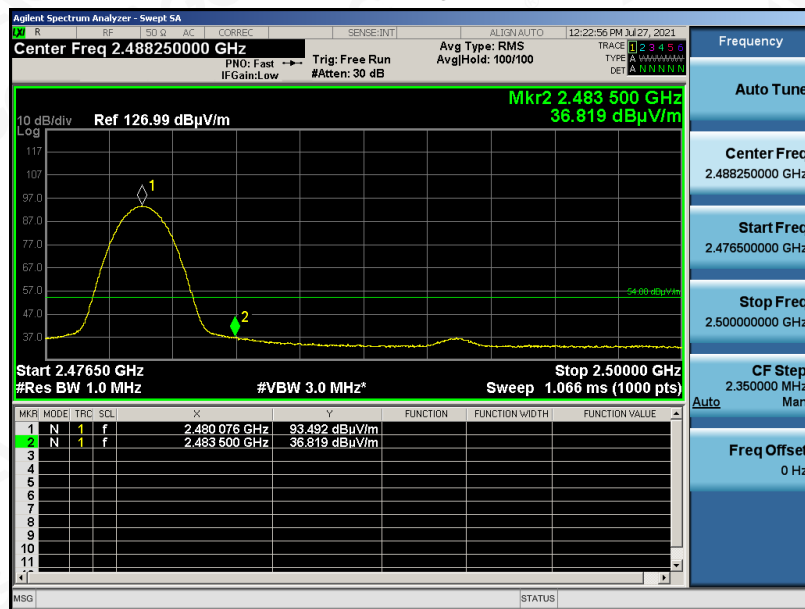 Agilent Spectrum Analyzer - Swept SA
LXI R RF 50 Ω AC CORREC SENSE:INT ALIGN AUTO 12:22:56 PM Jul 27, 2021
Center Freq 2.488250000 GHz
PNO: Fast
IFGain:Low
Trig: Free Run
#Atten: 30 dB
Avg Type: RMS
Avg|Hold: 100/100
TRACE 1 2 3 4 5 6
TYPE A WWWWW
DET A N N N N N
Mkr2 2.483 500 GHz
36.819 dBµV/m
10 dB/div Ref 126.99 dBµV/m
Log
117
107
97.0
87.0
77.0
67.0
57.0
47.0
37.0
1
2
54.00 dBµV/m
Start 2.47650 GHz Stop 2.50000 GHz
#Res BW 1.0 MHz #VBW 3.0 MHz* Sweep 1.066 ms (1000 pts)
MKR MODE TRC SCL X Y FUNCTION FUNCTION WIDTH FUNCTION VALUE
1 N 1 f 2.480 076 GHz 93.492 dBµV/m
2 N 1 f 2.483 500 GHz 36.819 dBµV/m
3
4
5
6
7
8
9
10
11
MSG STATUS
Frequency
Auto Tune
Center Freq
2.488250000 GHz
Start Freq
2.476500000 GHz
Stop Freq
2.500000000 GHz
CF Step
2.350000 MHz
Auto Man
Freq Offset
0 Hz